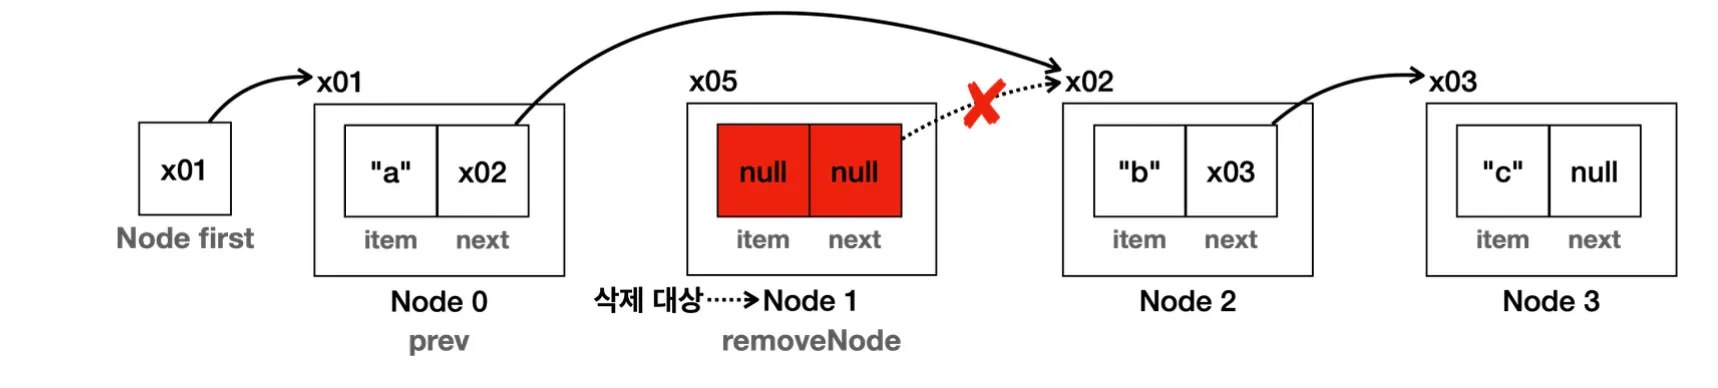 x01 x05 x02 x03
x01 "a" x02 null null "b" x03 "c" null
Node first item next item next item next item next
Node 0 삭제 대상 Node 1 Node 2 Node 3
prev removeNode